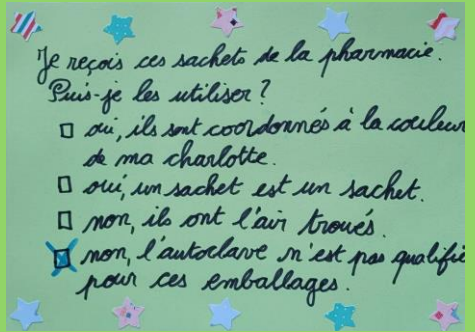 Je reçois ces sachets de la pharmacie.
Puis-je les utiliser ?
oui, ils sont coordonnés à la couleur
de ma charlotte.
oui, un sachet est un sachet.
non, ils ont l'air troués.
non, l'autoclave n'est pas qualifié
pour ces emballages.